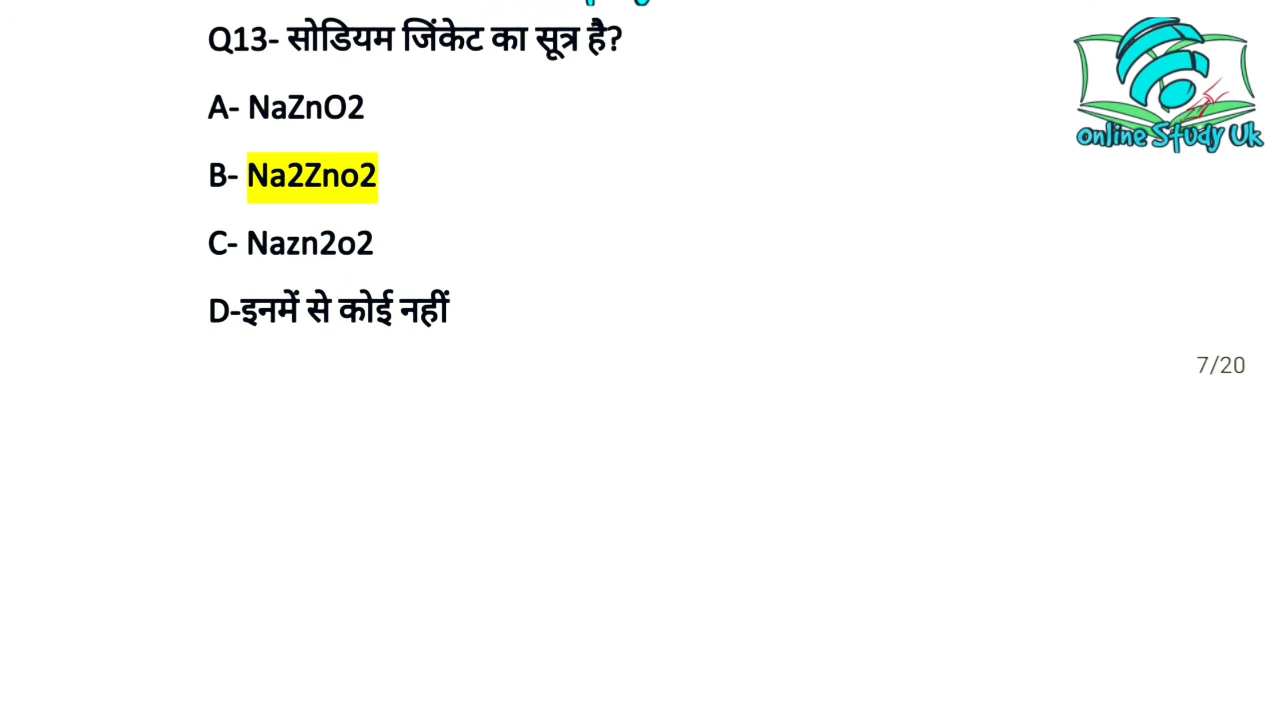 Q13- सोडियम जिंकेट का सूत्र है?
A- NaZnO2
B- Na2Zno2
C- Nazn2o2
D-इनमें से कोई नहीं
Online Study Uk
7/20